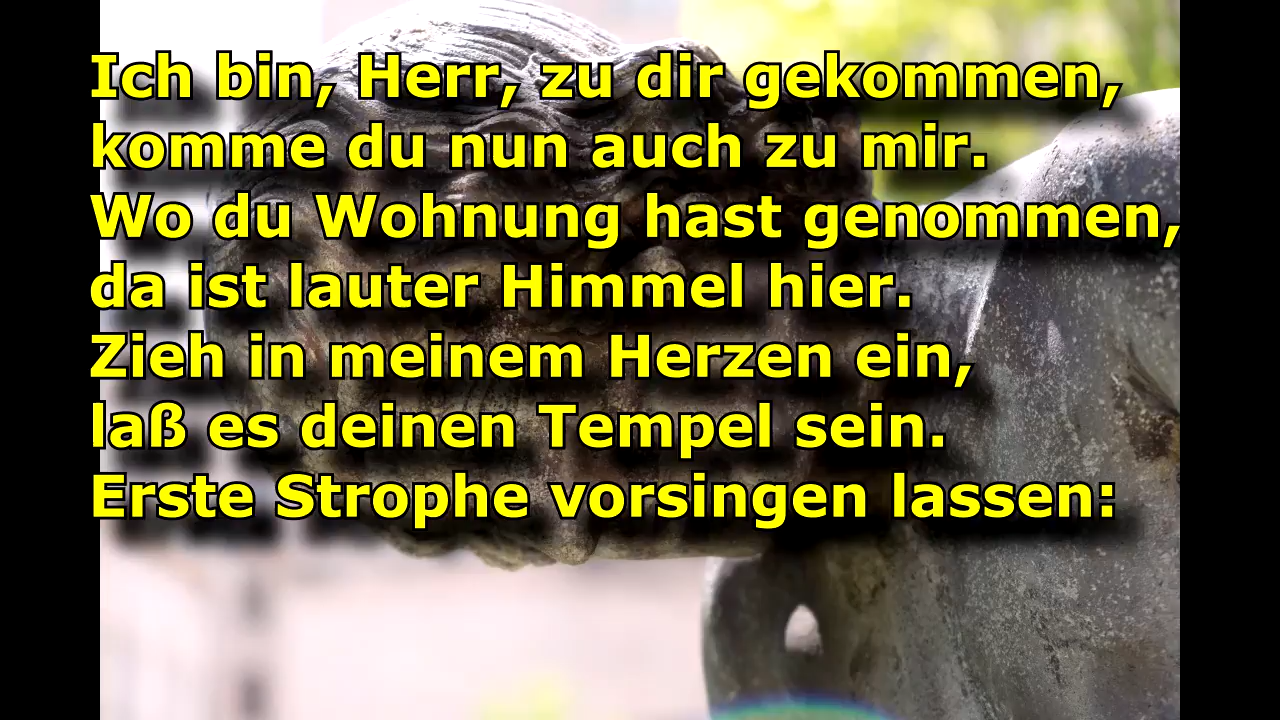 Ich bin, Herr, zu dir gekommen,
komme du nun auch zu mir.
Wo du Wohnung hast genommen,
da ist lauter Himmel hier.
Zieh in meinem Herzen ein,
laß es deinen Tempel sein.
Erste Strophe vorsingen lassen: